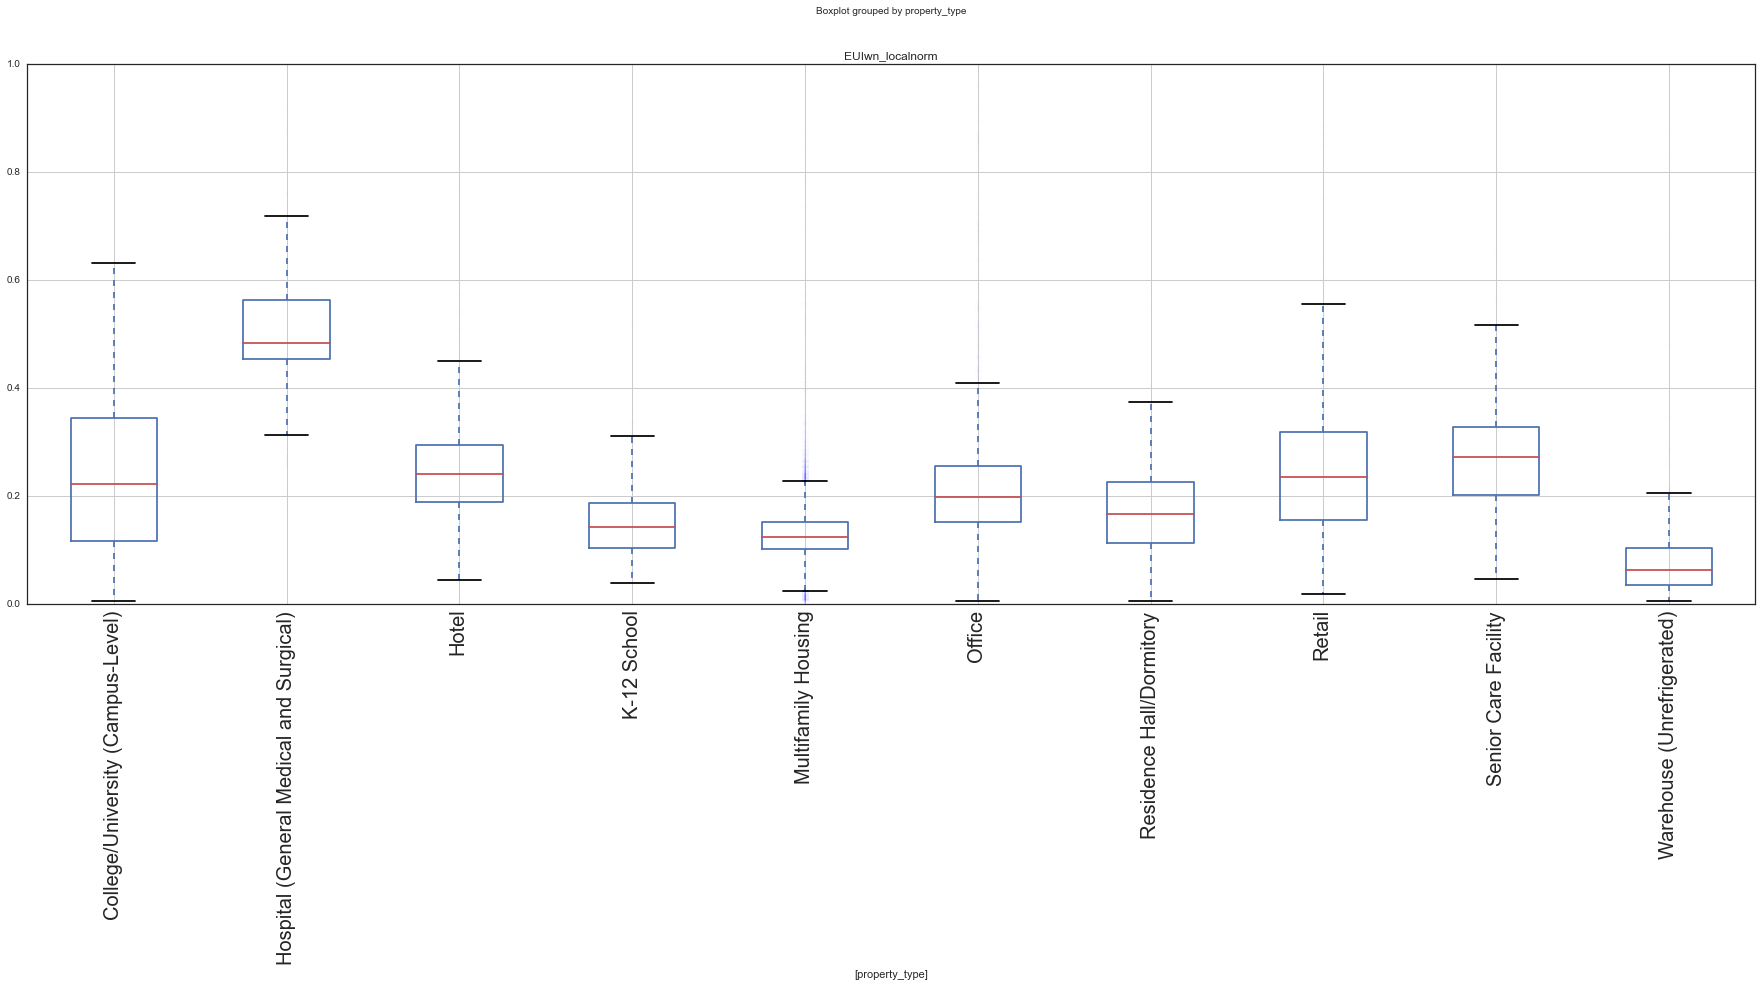 Boxplot grouped by property_type
EUIwn_localnorm
1.0
0.8
0.6
0.4
0.2
0.0
College/University (Campus-Level)
Hospital (General Medical and Surgical)
Hotel
K-12 School
Multifamily Housing
Office
Residence Hall/Dormitory
Retail
Senior Care Facility
Warehouse (Unrefrigerated)
[property_type]